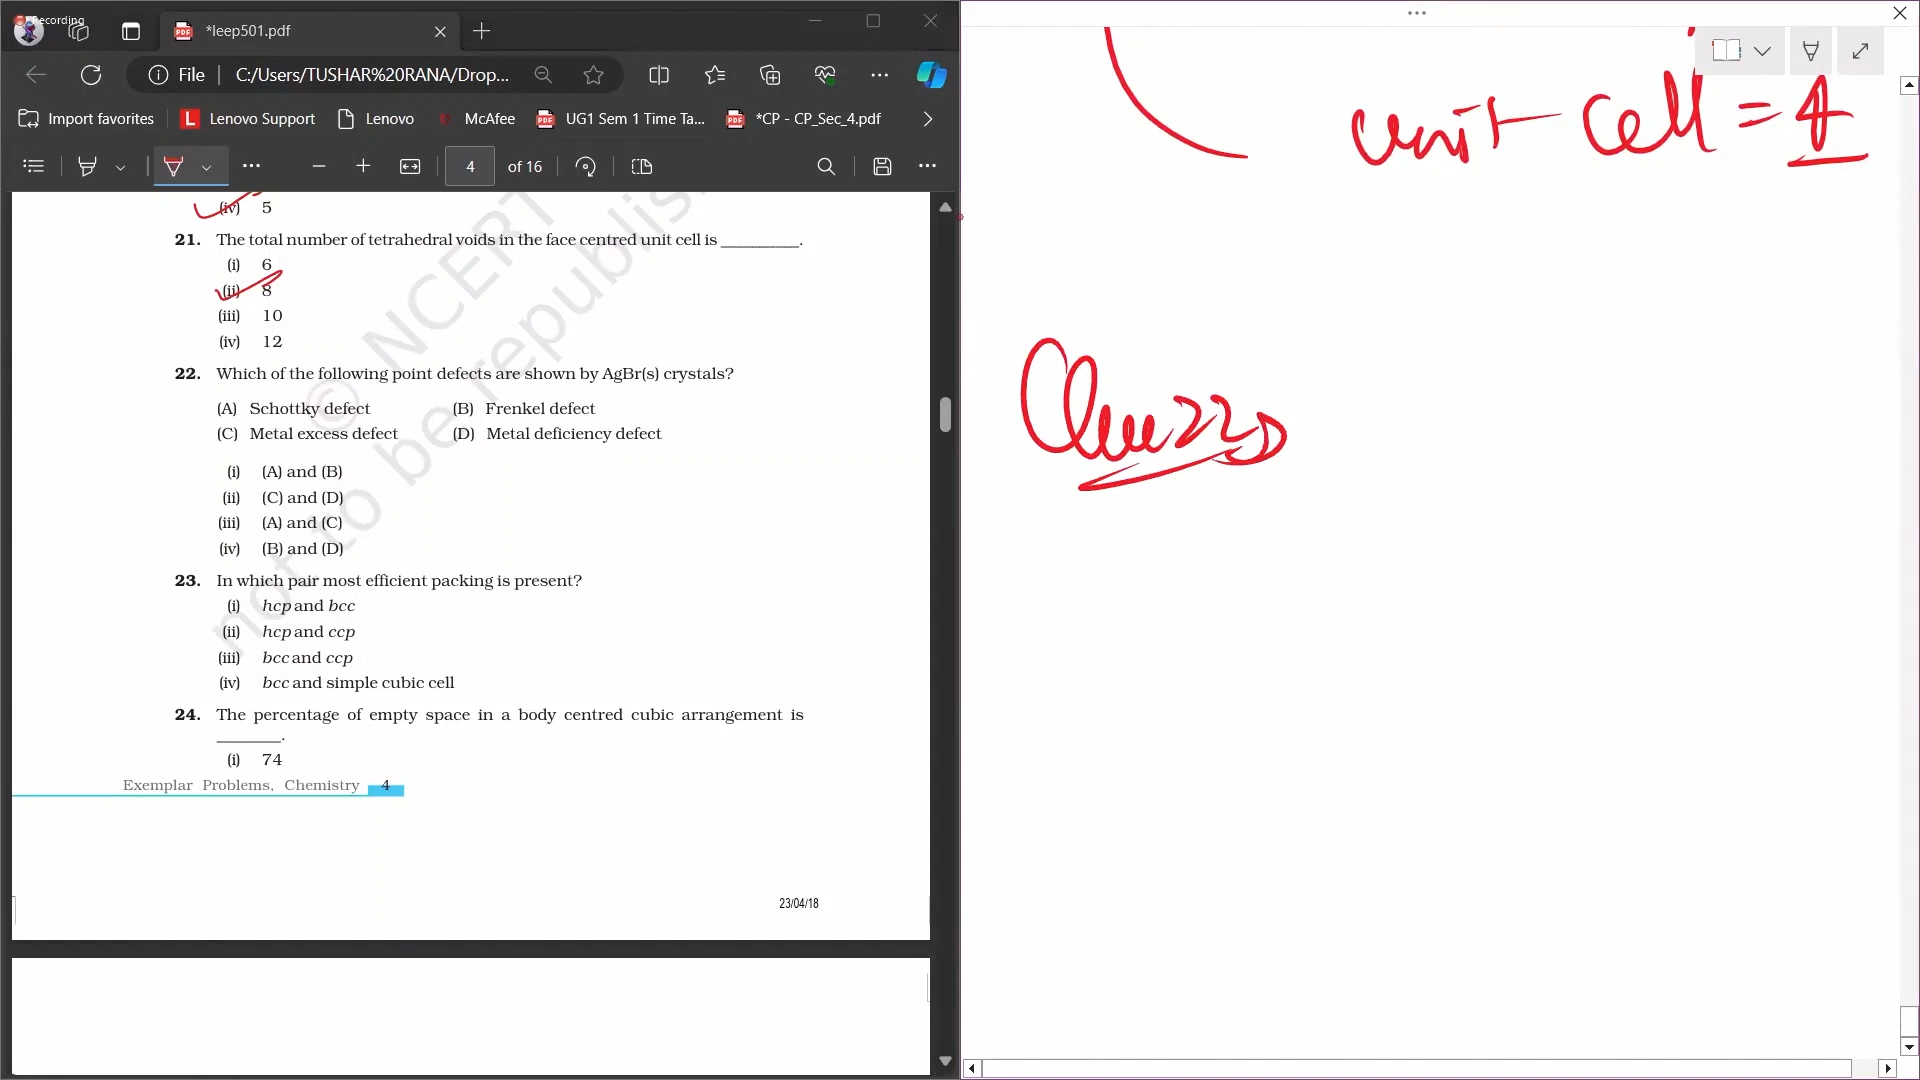 Recording
*leep501.pdf
File
C:/Users/TUSHAR%20RANA/Drop...
Import favorites
Lenovo Support
Lenovo
McAfee
UG1 Sem 1 Time Ta...
*CP - CP_Sec_4.pdf
4 of 16
(iv) 5
21. The total number of tetrahedral voids in the face centred unit cell is __________.
(i) 6
(ii) 8
(iii) 10
(iv) 12
22. Which of the following point defects are shown by AgBr(s) crystals?
(A) Schottky defect (B) Frenkel defect
(C) Metal excess defect (D) Metal deficiency defect
(i) (A) and (B)
(ii) (C) and (D)
(iii) (A) and (C)
(iv) (B) and (D)
23. In which pair most efficient packing is present?
(i) hcp and bcc
(ii) hcp and ccp
(iii) bcc and ccp
(iv) bcc and simple cubic cell
24. The percentage of empty space in a body centred cubic arrangement is
________.
(i) 74
Exemplar Problems, Chemistry 4
23/04/18
© NCERT
not to be republis
unit cell =